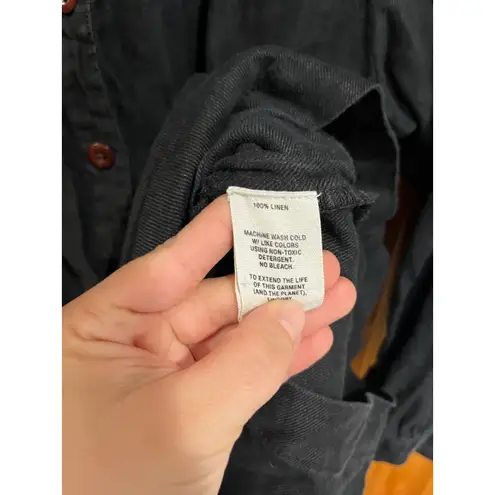 100% LINEN
MACHINE WASH COLD
W/ LIKE COLORS
USING NON-TOXIC
DETERGENT.
NO BLEACH.
TO EXTEND THE LIFE
OF THIS GARMENT
(AND THE PLANET),